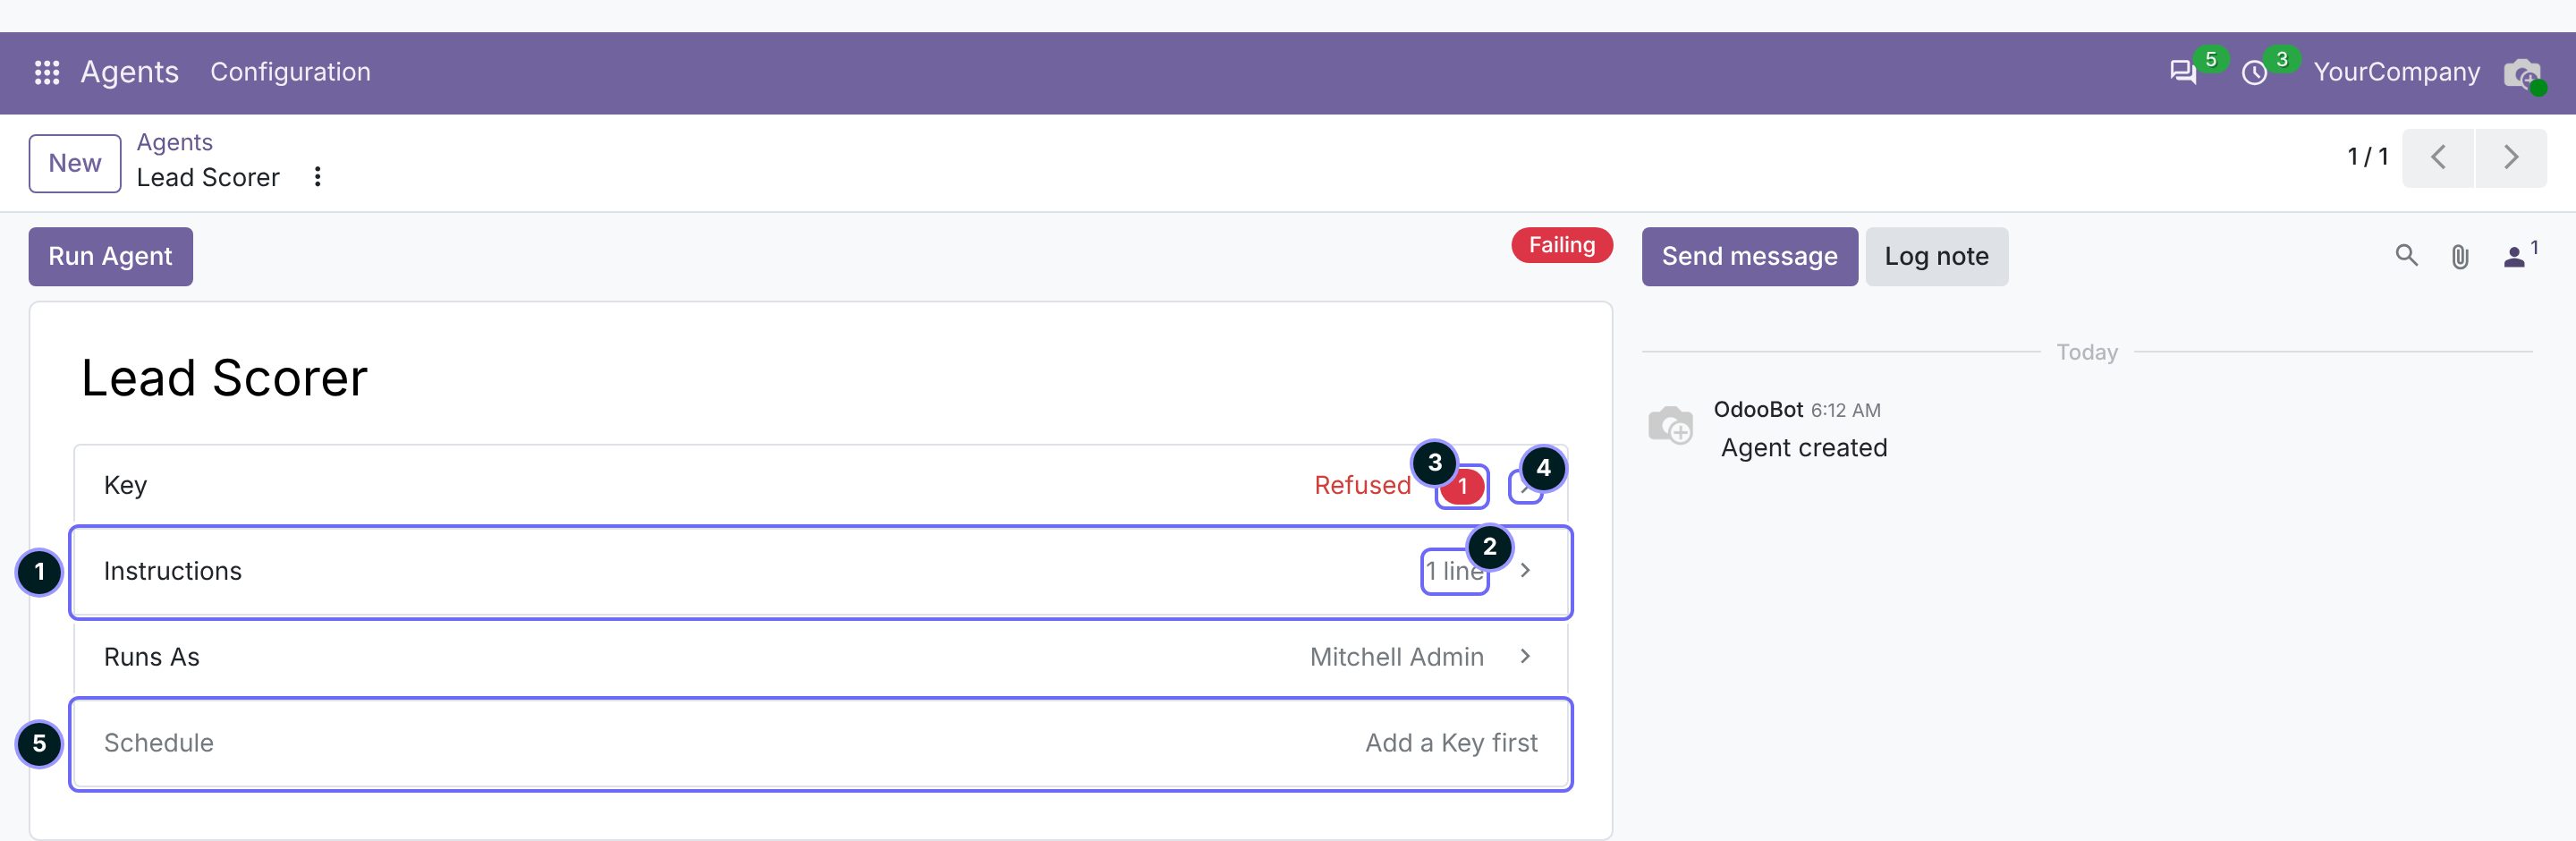 Agents Configuration 5 3 YourCompany
New Agents 1 / 1
Lead Scorer
Run Agent Failing Send message Log note 1
Lead Scorer
Today
OdooBot 6:12 AM
Agent created
Key Refused 3 1 4
1 Instructions 1 line 2
Runs As Mitchell Admin
5 Schedule Add a Key first